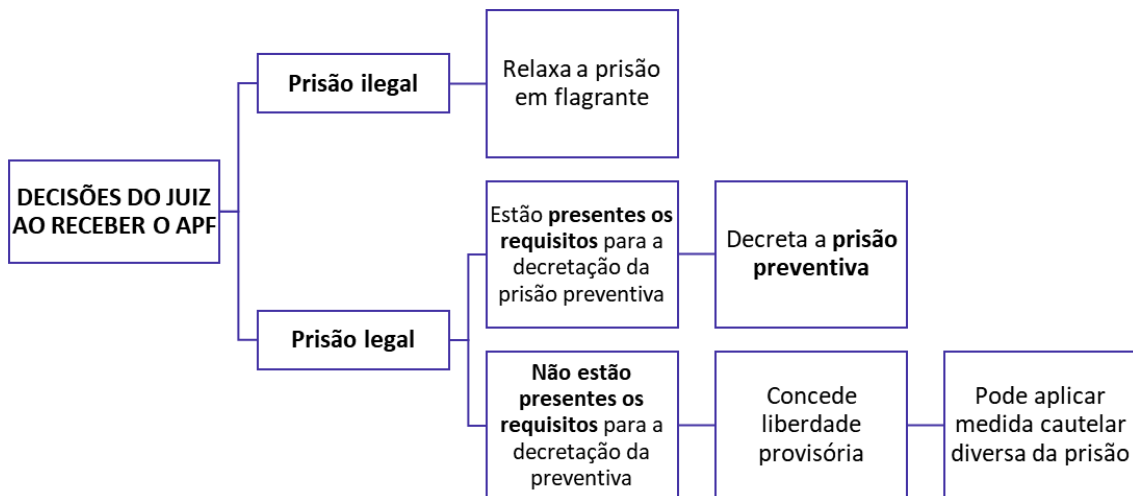 Prisão ilegal
Relaxa a prisão
em flagrante
DECISÕES DO JUIZ
AO RECEBER O APF
Prisão legal
Estão presentes os
requisitos para a
decretação da
prisão preventiva
Decreta a prisão
preventiva
Não estão
presentes os
requisitos para a
decretação da
preventiva
Concede
liberdade
provisória
Pode aplicar
medida cautelar
diversa da prisão